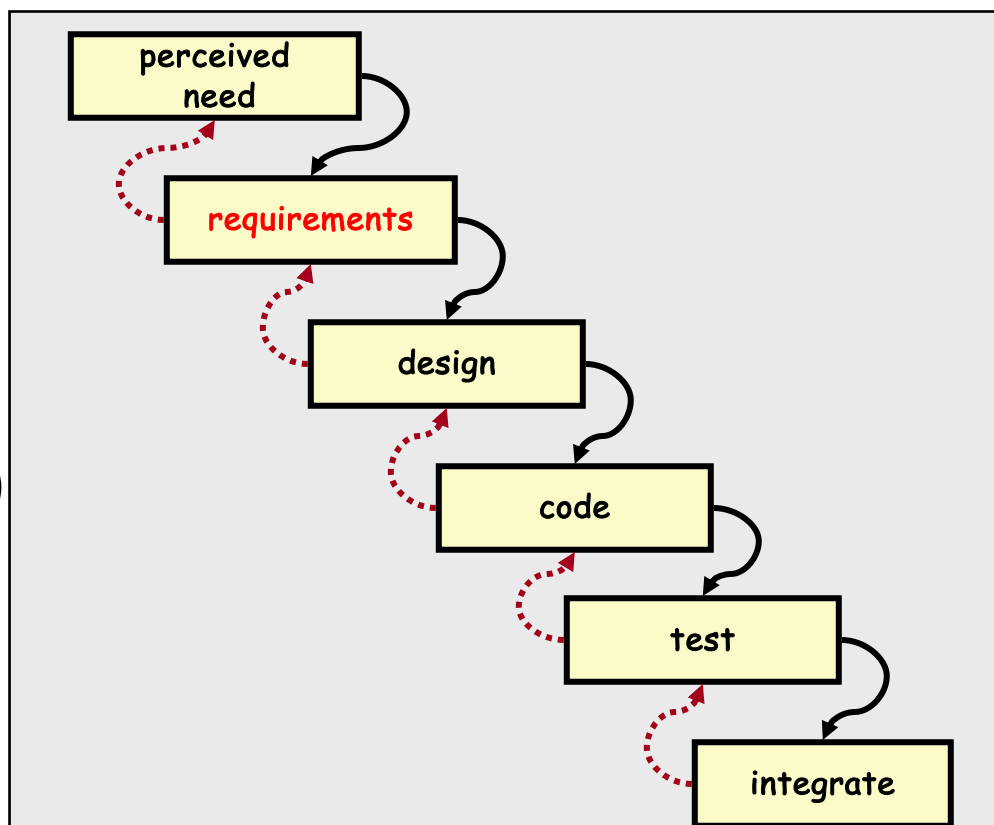 perceived
need
requirements
design
code
test
integrate